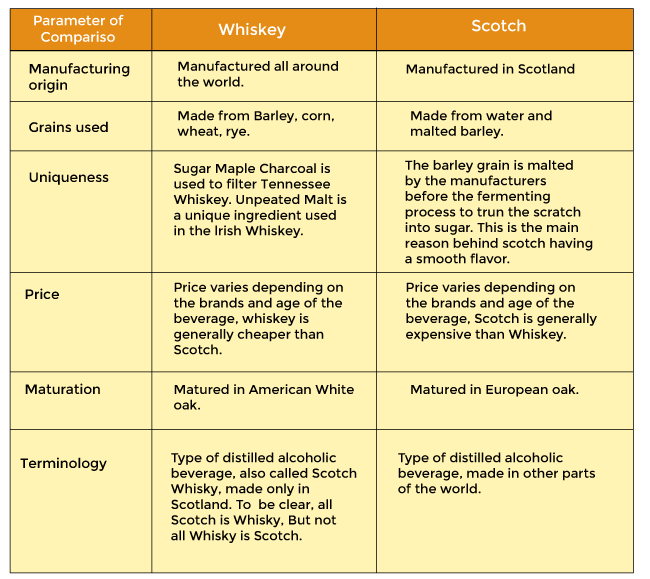 Parameter of
Compariso
Whiskey
Scotch
Manufacturing
origin
Manufactured all around
the world.
Manufactured in Scotland
Grains used
Made from Barley, corn,
wheat, rye.
Made from water and
malted barley.
Uniqueness
Sugar Maple Charcoal is
used to filter Tennessee
Whiskey. Unpeated Malt is
a unique ingredient used
in the Irish Whiskey.
The barley grain is malted
by the manufacturers
before the fermenting
process to trun the scratch
into sugar. This is the main
reason behind scotch having
a smooth flavor.
Price
Price varies depending on
the brands and age of the
beverage, whiskey is
generally cheaper than
Scotch.
Price varies depending on
the brands and age of the
beverage, Scotch is generally
expensive than Whiskey.
Maturation
Matured in American White
oak.
Matured in European oak.
Terminology
Type of distilled alcoholic
beverage, also called Scotch
Whisky, made only in
Scotland. To be clear, all
Scotch is Whisky, But not
all Whisky is Scotch.
Type of distilled alcoholic
beverage, made in other parts
of the world.